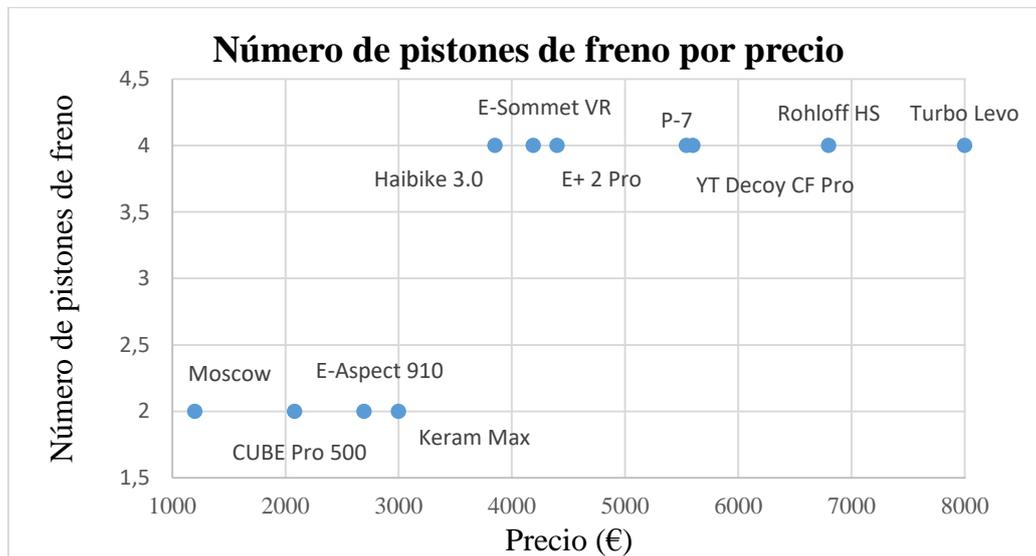 Número de pistones de freno por precio
Número de pistones de freno
4,5
4
3,5
3
2,5
2
1,5
E-Sommet VR
P-7
Rohloff HS
Turbo Levo
Haibike 3.0
E+ 2 Pro
YT Decoy CF Pro
Moscow
E-Aspect 910
CUBE Pro 500
Keram Max
1000
2000
3000
4000
5000
6000
7000
8000
Precio (€)